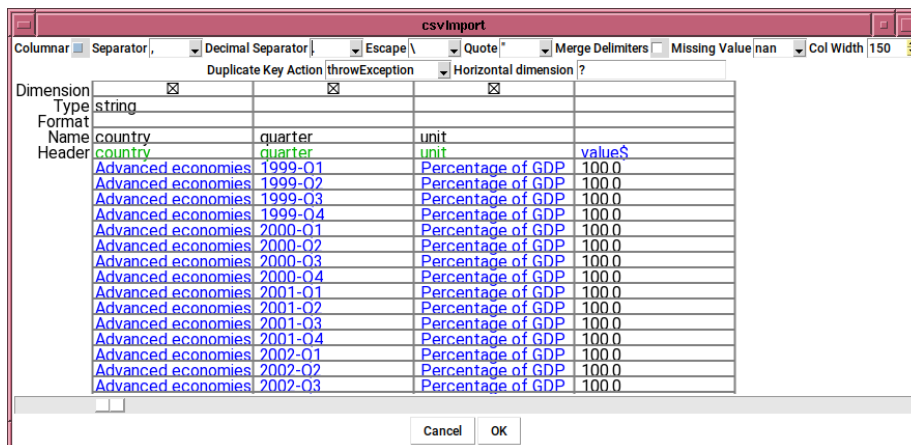 csvImport
Columnar Separator , Decimal Separator . Escape \ Quote " Merge Delimiters Missing Value nan Col Width 150
Duplicate Key Action throwException Horizontal dimension ?
Dimension
Type string
Format
Name country quarter unit
Header country quarter unit value$
Advanced economies 1999-Q1 Percentage of GDP 100.0
Advanced economies 1999-Q2 Percentage of GDP 100.0
Advanced economies 1999-Q3 Percentage of GDP 100.0
Advanced economies 1999-Q4 Percentage of GDP 100.0
Advanced economies 2000-Q1 Percentage of GDP 100.0
Advanced economies 2000-Q2 Percentage of GDP 100.0
Advanced economies 2000-Q3 Percentage of GDP 100.0
Advanced economies 2000-Q4 Percentage of GDP 100.0
Advanced economies 2001-Q1 Percentage of GDP 100.0
Advanced economies 2001-Q2 Percentage of GDP 100.0
Advanced economies 2001-Q3 Percentage of GDP 100.0
Advanced economies 2001-Q4 Percentage of GDP 100.0
Advanced economies 2002-Q1 Percentage of GDP 100.0
Advanced economies 2002-Q2 Percentage of GDP 100.0
Advanced economies 2002-Q3 Percentage of GDP 100.0
Cancel OK